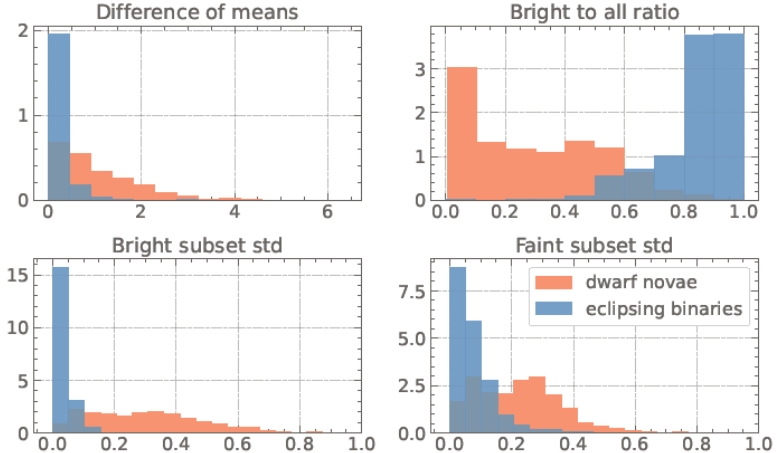 Difference of means
2
1
0
0 2 4 6
Bright to all ratio
3
2
1
0
0.0 0.2 0.4 0.6 0.8 1.0
Bright subset std
15
10
5
0
0.0 0.2 0.4 0.6 0.8 1.0
Faint subset std
dwarf novae
eclipsing binaries
7.5
5.0
2.5
0.0
0.0 0.2 0.4 0.6 0.8 1.0